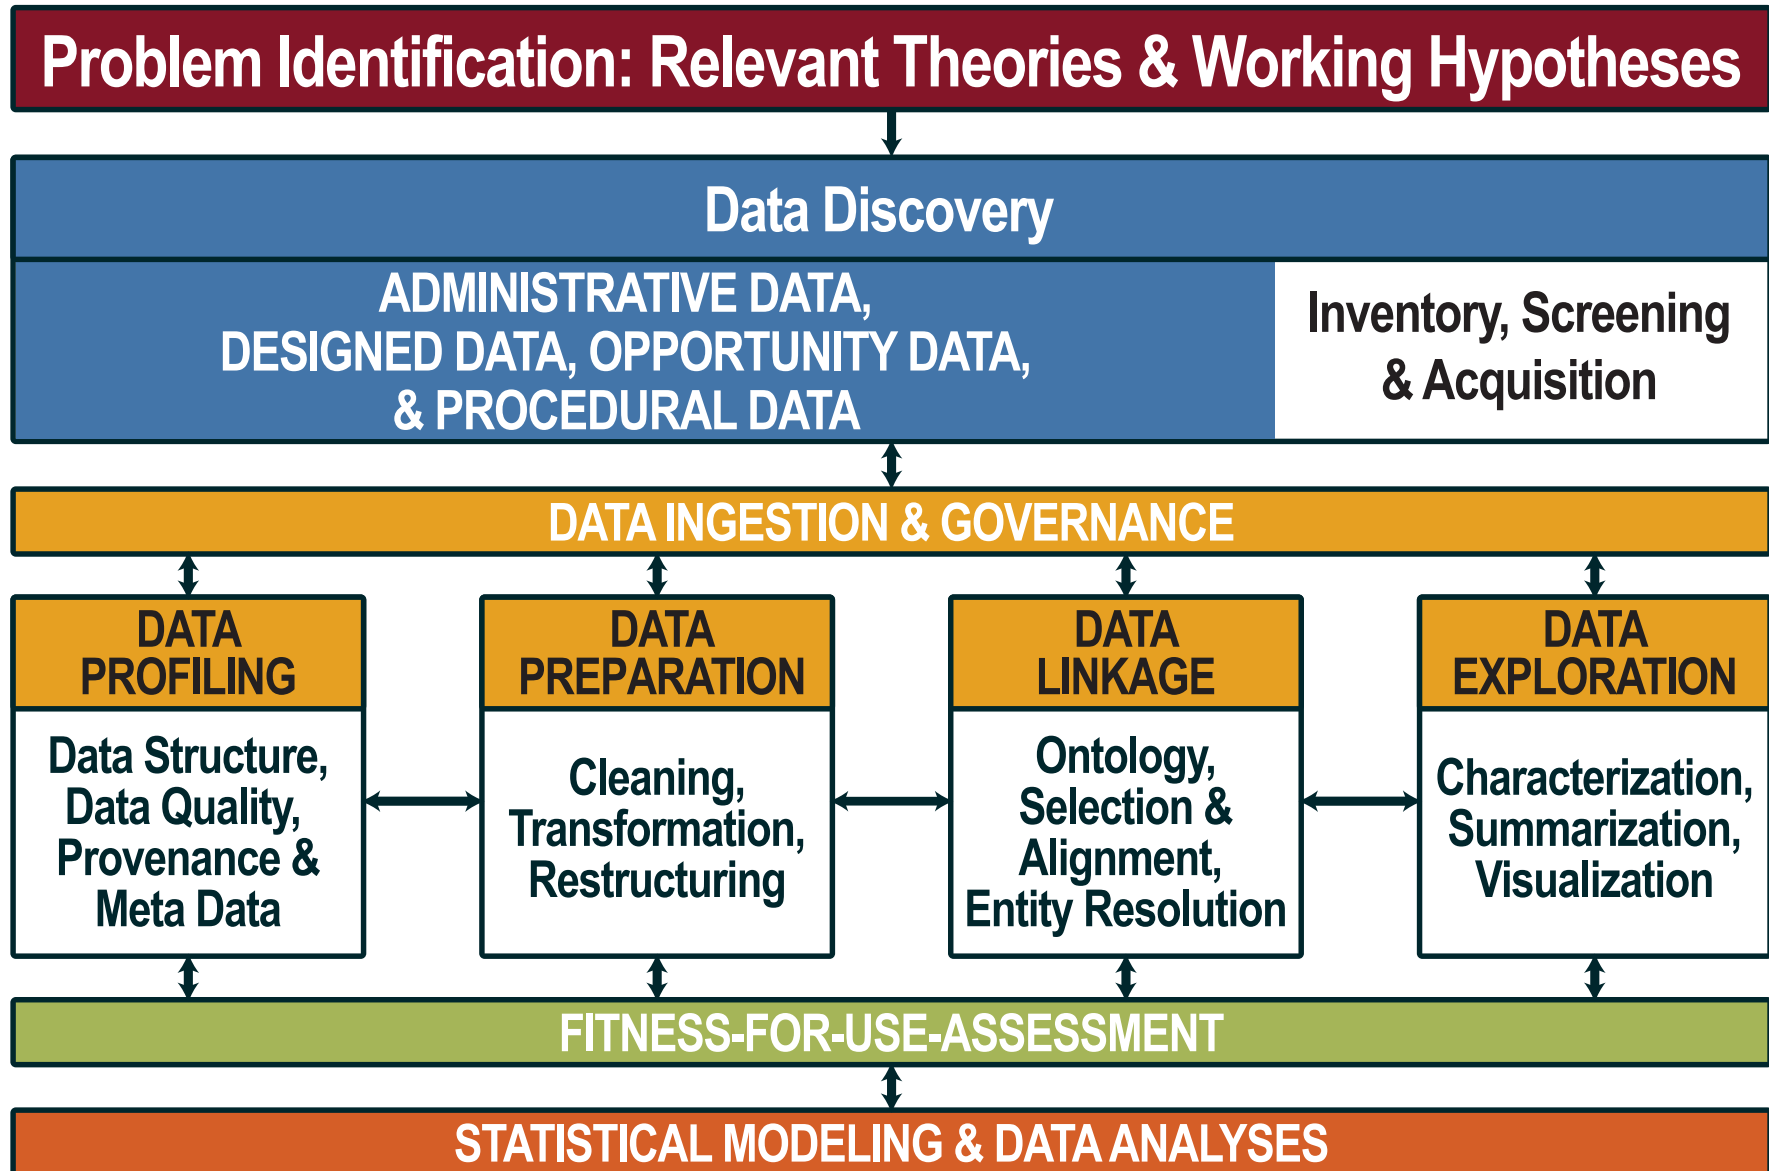 Problem Identification: Relevant Theories & Working Hypotheses
Data Discovery
ADMINISTRATIVE DATA,
DESIGNED DATA, OPPORTUNITY DATA,
& PROCEDURAL DATA
Inventory, Screening
& Acquisition
DATA INGESTION & GOVERNANCE
DATA
PROFILING
Data Structure,
Data Quality,
Provenance &
Meta Data
DATA
PREPARATION
Cleaning,
Transformation,
Restructuring
DATA
LINKAGE
Ontology,
Selection &
Alignment,
Entity Resolution
DATA
EXPLORATION
Characterization,
Summarization,
Visualization
FITNESS-FOR-USE-ASSESSMENT
STATISTICAL MODELING & DATA ANALYSES